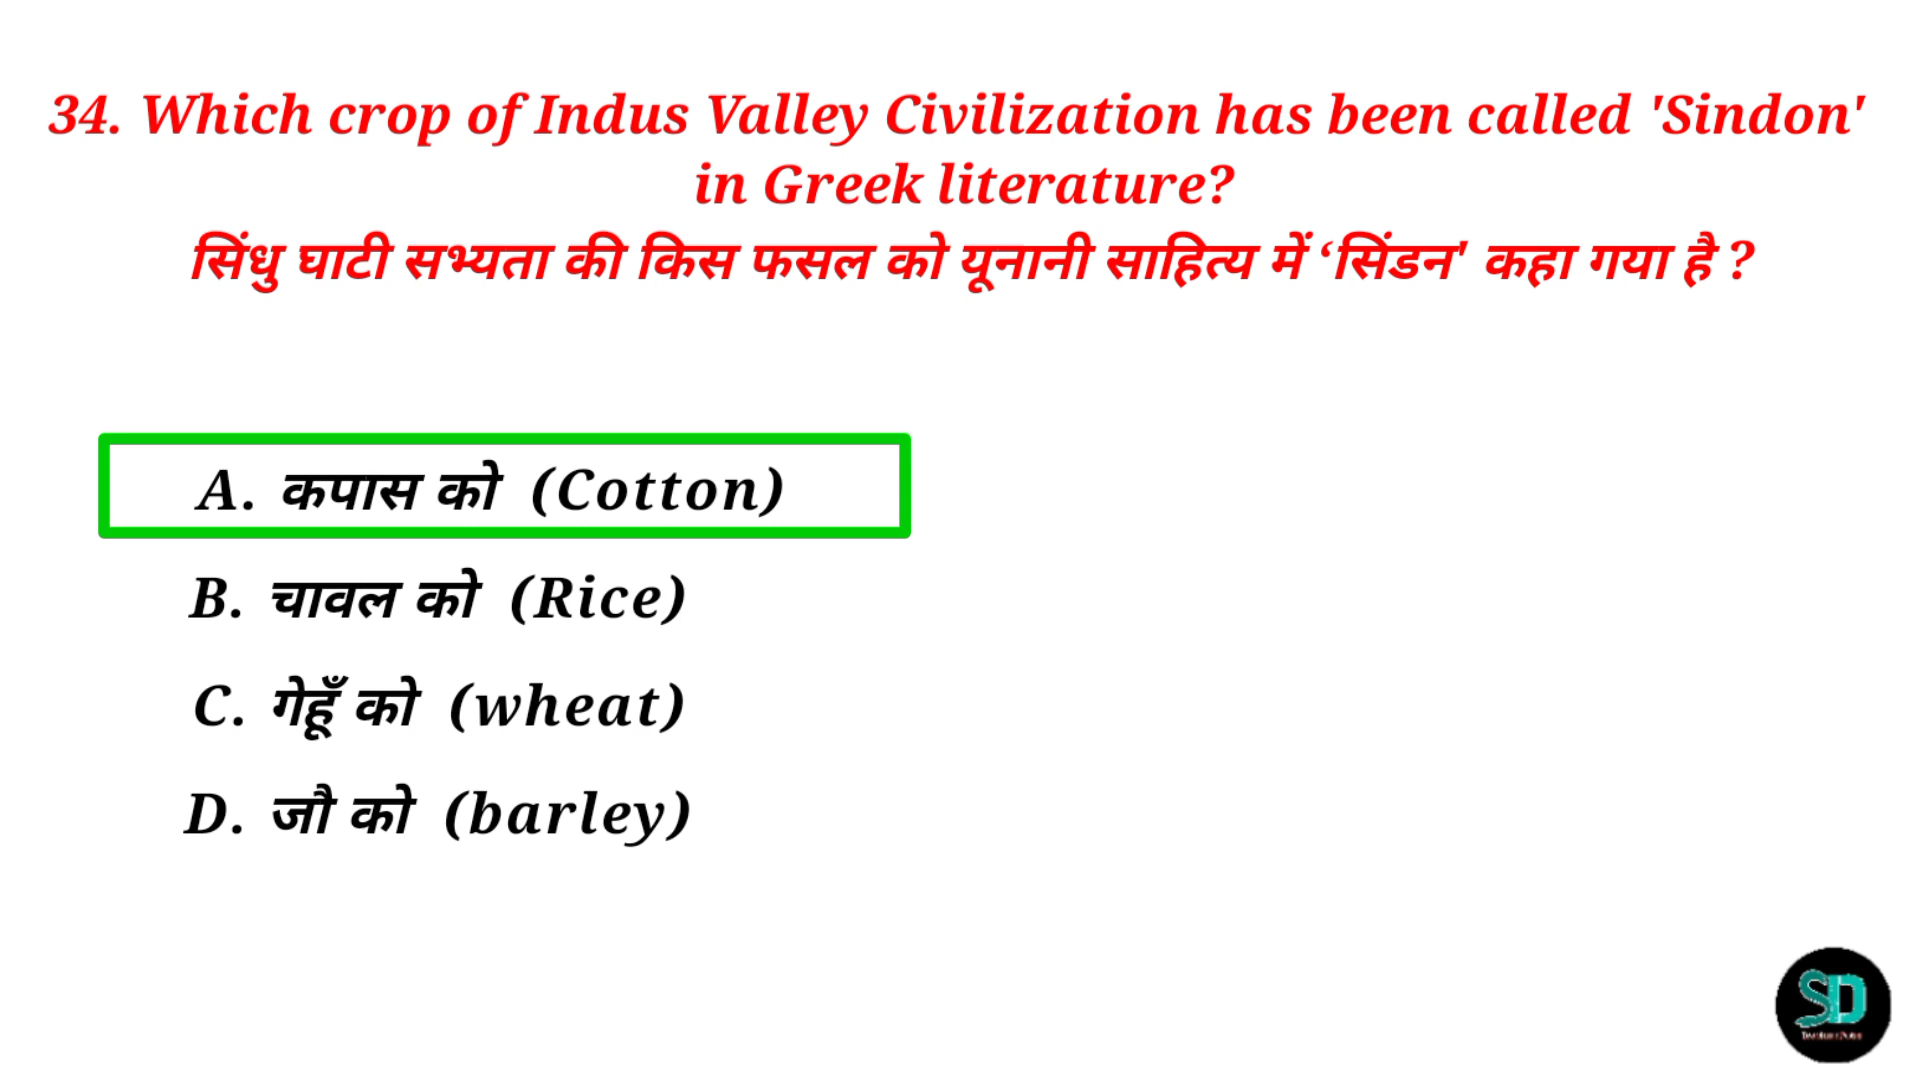 34. Which crop of Indus Valley Civilization has been called 'Sindon'
in Greek literature?
सिंधु घाटी सभ्यता की किस फसल को यूनानी साहित्य में ‘सिंडन' कहा गया है ?
A. कपास को (Cotton)
B. चावल को (Rice)
C. गेहूँ को (wheat)
D. जौ को (barley)
SD